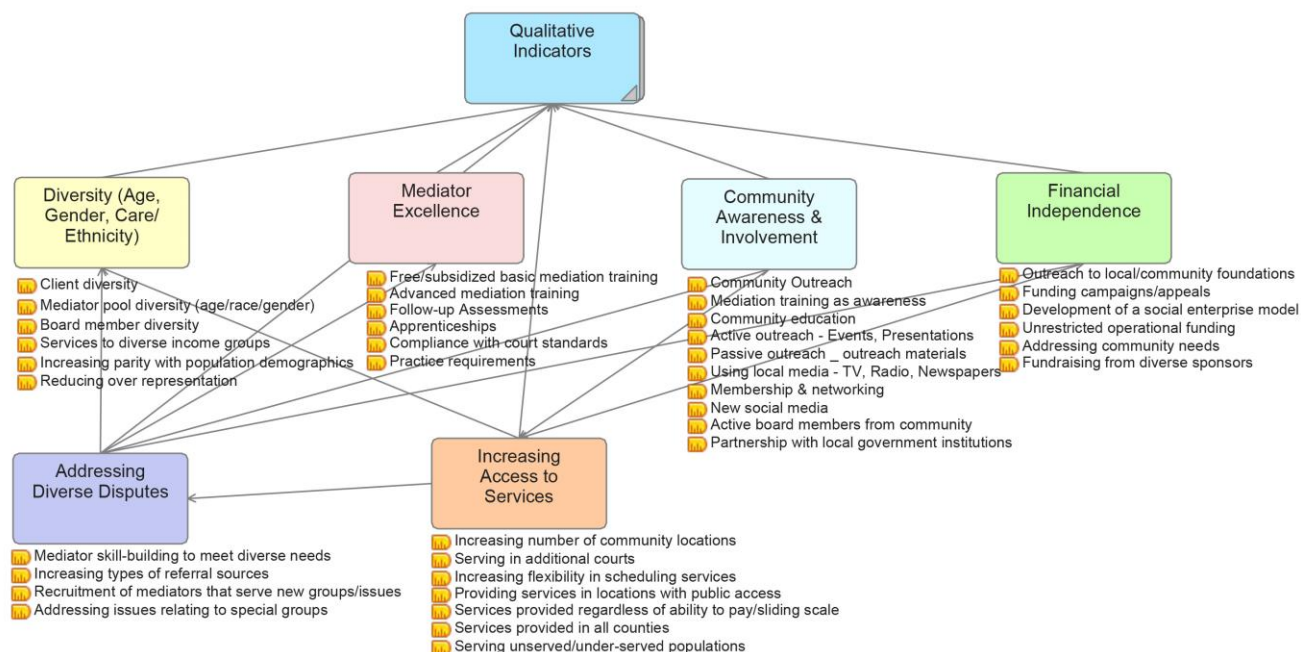 Qualitative
Indicators
Diversity (Age,
Gender, Care/
Ethnicity)
Client diversity
Mediator pool diversity (age/race/gender)
Board member diversity
Services to diverse income groups
Increasing parity with population demographics
Reducing over representation
Mediator
Excellence
Free/subsidized basic mediation training
Advanced mediation training
Follow-up Assessments
Apprenticeships
Compliance with court standards
Practice requirements
Community
Awareness &
Involvement
Community Outreach
Mediation training as awareness
Community education
Active outreach - Events, Presentations
Passive outreach _ outreach materials
Using local media - TV, Radio, Newspapers
Membership & networking
New social media
Active board members from community
Partnership with local government institutions
Financial
Independence
Outreach to local/community foundations
Funding campaigns/appeals
Development of a social enterprise model
Unrestricted operational funding
Addressing community needs
Fundraising from diverse sponsors
Addressing
Diverse Disputes
Mediator skill-building to meet diverse needs
Increasing types of referral sources
Recruitment of mediators that serve new groups/issues
Addressing issues relating to special groups
Increasing
Access to
Services
Increasing number of community locations
Serving in additional courts
Increasing flexibility in scheduling services
Providing services in locations with public access
Services provided regardless of ability to pay/sliding scale
Services provided in all counties
Serving unserved/under-served populations